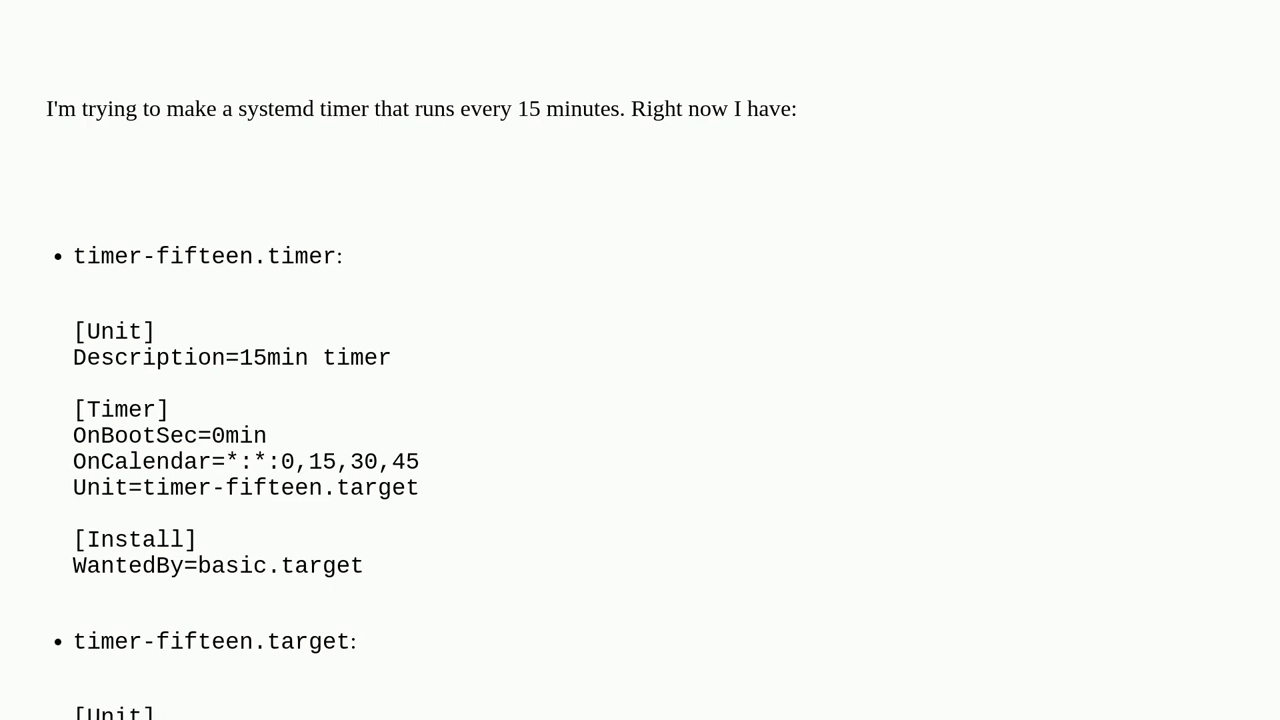 I'm trying to make a systemd timer that runs every 15 minutes. Right now I have:
• timer-fifteen.timer:
[Unit]
Description=15min timer
[Timer]
OnBootSec=0min
OnCalendar=*:*:0,15,30,45
Unit=timer-fifteen.target
[Install]
WantedBy=basic.target
• timer-fifteen.target:
[Unit]